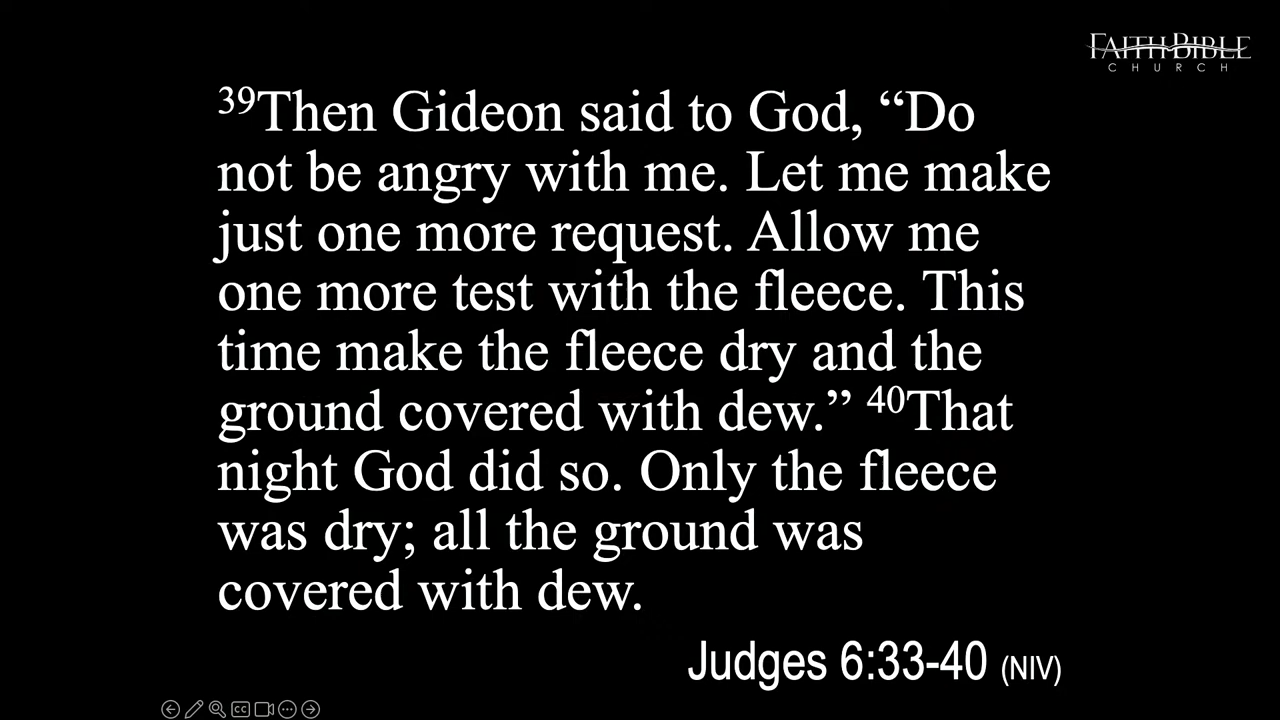 FAITH BIBLE
CHURCH
³⁹Then Gideon said to God, “Do
not be angry with me. Let me make
just one more request. Allow me
one more test with the fleece. This
time make the fleece dry and the
ground covered with dew.” ⁴⁰That
night God did so. Only the fleece
was dry; all the ground was
covered with dew.
Judges 6:33-40 (NIV)
CC